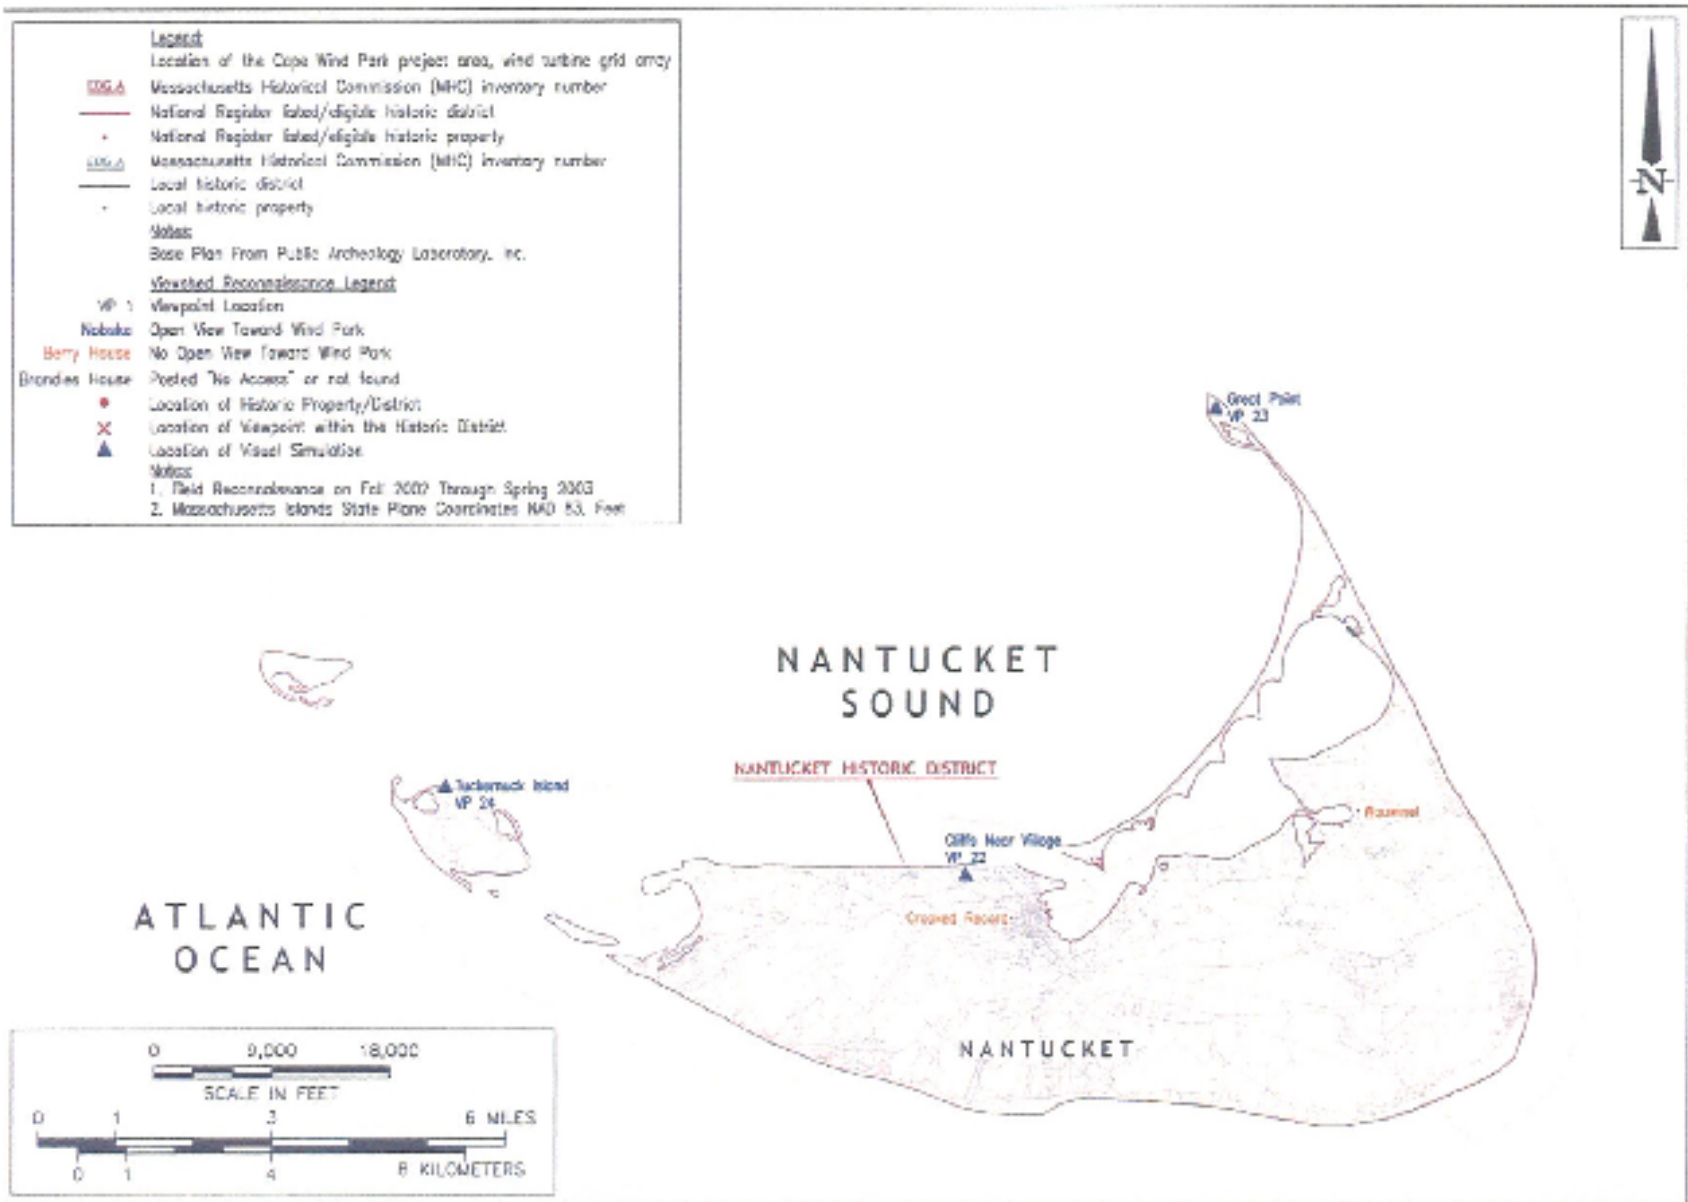 Legend
Location of the Cape Wind Park project area, wind turbine grid array
Massachusetts Historical Commission (MHC) inventory number
National Register listed/eligible historic district
National Register listed/eligible historic property
Massachusetts Historical Commission (MHC) inventory number
Local historic district
Local historic property
Notes:
Base Plan From Public Archeology Laboratory, Inc.
Viewshed Reconnaissance Legend
VP 1 Viewpoint Location
Nobska Open View Toward Wind Park
Berry House No Open View Toward Wind Park
Brandies House Posted "No Access" or not found
Location of Historic Property/District
Location of Viewpoint within the Historic District
Location of Visual Simulation
Notes:
1. Field Reconnaissance on Fall 2002 Through Spring 2003
2. Massachusetts Islands State Plane Coordinates NAD 83, Feet
N
Great Point
VP 23
NANTUCKET
SOUND
NANTUCKET HISTORIC DISTRICT
Tuckernuck Island
VP 24
Cliffs Near Village
VP 22
Crooked
ATLANTIC
OCEAN
NANTUCKET
0 9,000 18,000
SCALE IN FEET
0 1 3 6 MILES
0 1 4 8 KILOMETERS